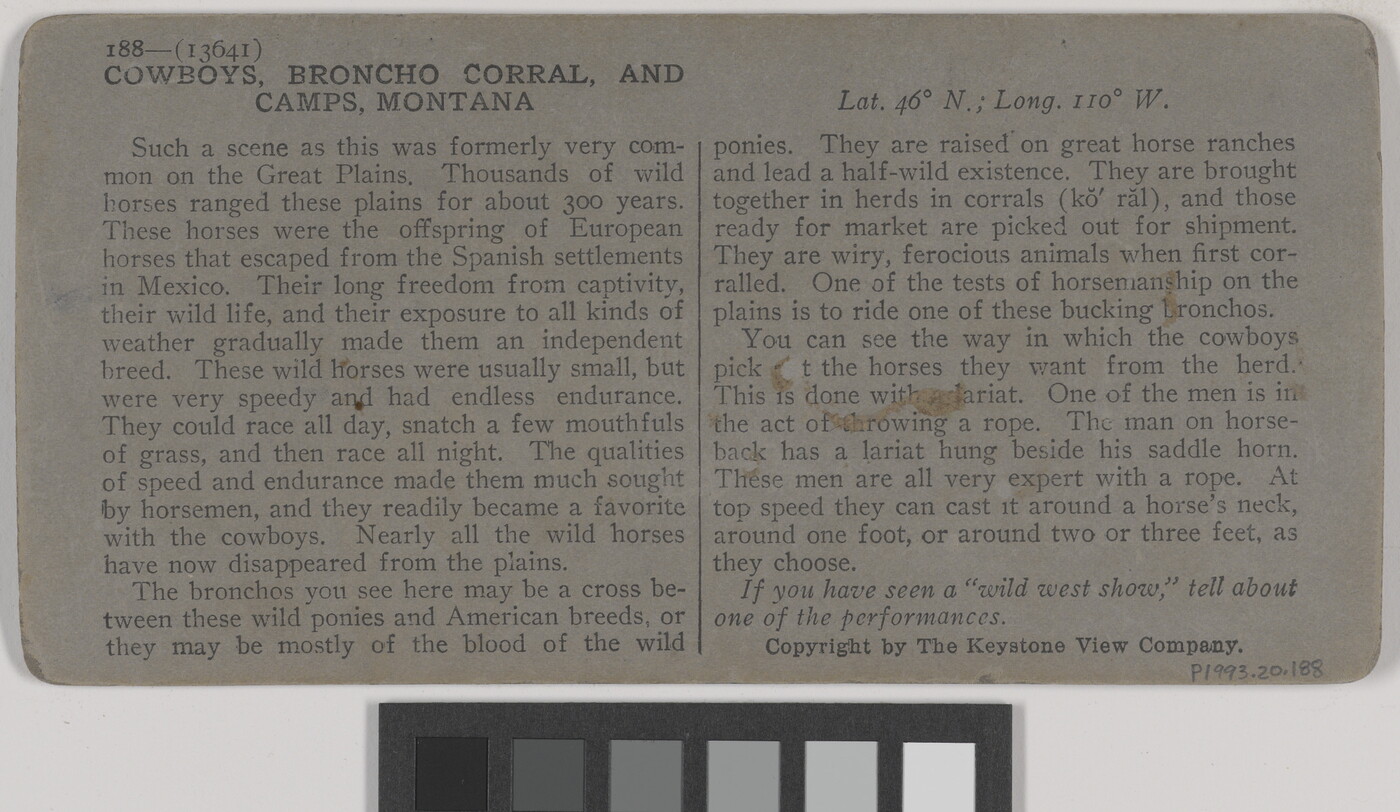 188—(13641)
COWBOYS, BRONCHO CORRAL, AND
CAMPS, MONTANA
Such a scene as this was formerly very com-
mon on the Great Plains. Thousands of wild
horses ranged these plains for about 300 years.
These horses were the offspring of European
horses that escaped from the Spanish settlements
in Mexico. Their long freedom from captivity,
their wild life, and their exposure to all kinds of
weather gradually made them an independent
breed. These wild horses were usually small, but
were very speedy and had endless endurance.
They could race all day, snatch a few mouthfuls
of grass, and then race all night. The qualities
of speed and endurance made them much sought
by horsemen, and they readily became a favorite
with the cowboys. Nearly all the wild horses
have now disappeared from the plains.
The bronchos you see here may be a cross be-
tween these wild ponies and American breeds, or
they may be mostly of the blood of the wild
Lat. 46° N.; Long. 110° W.
ponies. They are raised on great horse ranches
and lead a half-wild existence. They are brought
together in herds in corrals (kŏ′ răl), and those
ready for market are picked out for shipment.
They are wiry, ferocious animals when first cor-
ralled. One of the tests of horsemanship on the
plains is to ride one of these bucking bronchos.
You can see the way in which the cowboys
pick t the horses they want from the herd.
This is done with a lariat. One of the men is in
the act of throwing a rope. The man on horse-
back has a lariat hung beside his saddle horn.
These men are all very expert with a rope. At
top speed they can cast it around a horse's neck,
around one foot, or around two or three feet, as
they choose.
If you have seen a "wild west show," tell about
one of the performances.
Copyright by The Keystone View Company.
P1993.20.188